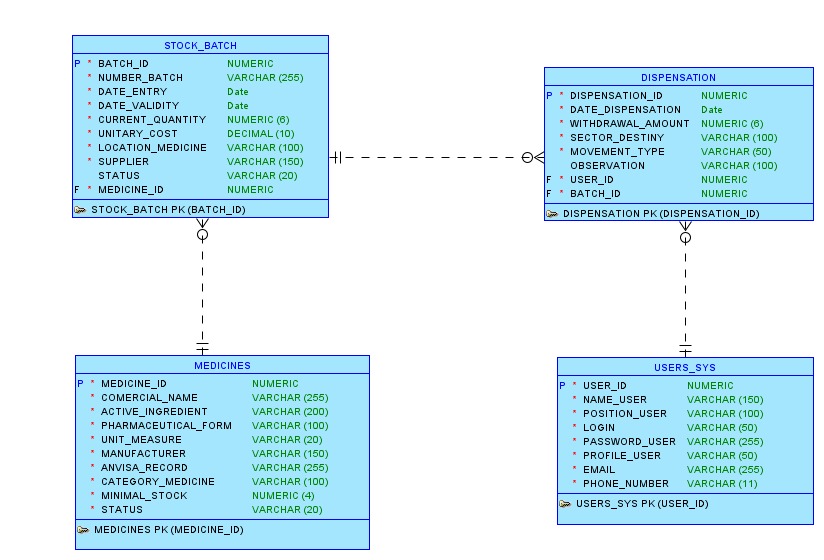 STOCK_BATCH
P * BATCH_ID NUMERIC
* NUMBER_BATCH VARCHAR (255)
* DATE_ENTRY Date
* DATE_VALIDITY Date
* CURRENT_QUANTITY NUMERIC (6)
* UNITARY_COST DECIMAL (10)
* LOCATION_MEDICINE VARCHAR (100)
* SUPPLIER VARCHAR (150)
STATUS VARCHAR (20)
F * MEDICINE_ID NUMERIC
STOCK_BATCH PK (BATCH_ID)
DISPENSATION
P * DISPENSATION_ID NUMERIC
* DATE_DISPENSATION Date
* WITHDRAWAL_AMOUNT NUMERIC (6)
* SECTOR_DESTINY VARCHAR (100)
* MOVEMENT_TYPE VARCHAR (50)
OBSERVATION VARCHAR (100)
F * USER_ID NUMERIC
F * BATCH_ID NUMERIC
DISPENSATION PK (DISPENSATION_ID)
MEDICINES
P * MEDICINE_ID NUMERIC
* COMERCIAL_NAME VARCHAR (255)
* ACTIVE_INGREDIENT VARCHAR (200)
* PHARMACEUTICAL_FORM VARCHAR (100)
* UNIT_MEASURE VARCHAR (20)
* MANUFACTURER VARCHAR (150)
* ANVISA_RECORD VARCHAR (255)
* CATEGORY_MEDICINE VARCHAR (100)
* MINIMAL_STOCK NUMERIC (4)
* STATUS VARCHAR (20)
MEDICINES PK (MEDICINE_ID)
USERS_SYS
P * USER_ID NUMERIC
* NAME_USER VARCHAR (150)
* POSITION_USER VARCHAR (100)
* LOGIN VARCHAR (50)
* PASSWORD_USER VARCHAR (255)
* PROFILE_USER VARCHAR (50)
* EMAIL VARCHAR (255)
* PHONE_NUMBER VARCHAR (11)
USERS_SYS PK (USER_ID)